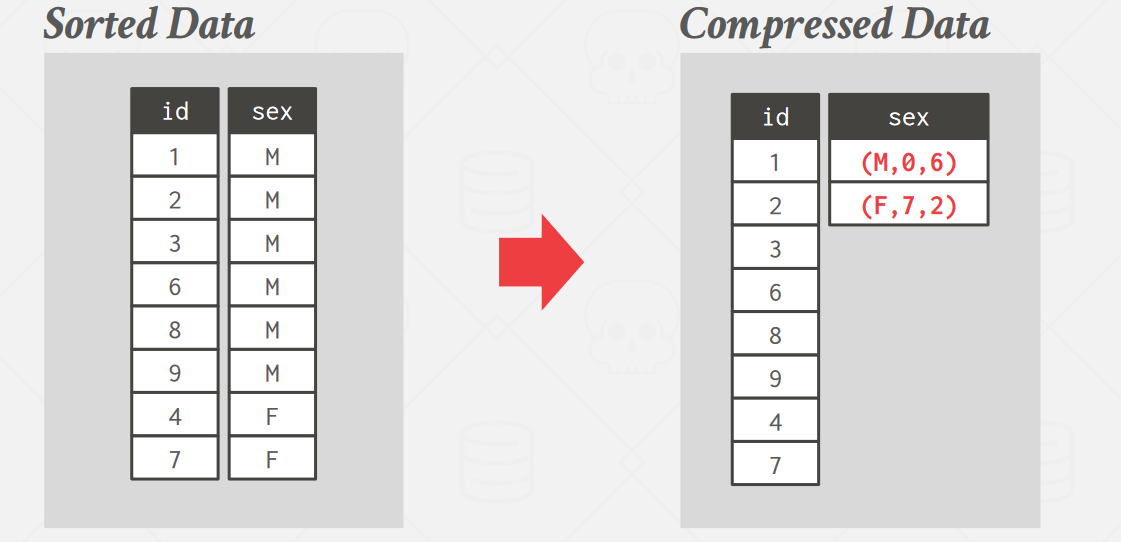 Sorted Data
id sex
1 M
2 M
3 M
6 M
8 M
9 M
4 F
7 F
Compressed Data
id sex
1 (M,0,6)
2 (F,7,2)
3
6
8
9
4
7